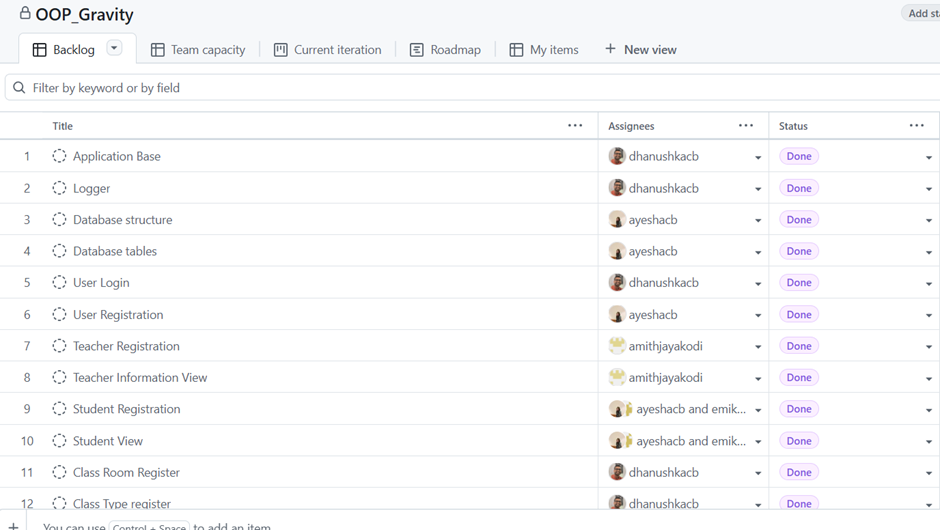 OOP_Gravity
Add sta
Backlog Team capacity Current iteration Roadmap My items + New view
Filter by keyword or by field
Title ... Assignees ... Status ...
1 Application Base dhanushkacb Done
2 Logger dhanushkacb Done
3 Database structure ayeshacb Done
4 Database tables ayeshacb Done
5 User Login dhanushkacb Done
6 User Registration ayeshacb Done
7 Teacher Registration amithjayakodi Done
8 Teacher Information View amithjayakodi Done
9 Student Registration ayeshacb and emik... Done
10 Student View ayeshacb and emik... Done
11 Class Room Register dhanushkacb Done
12 Class Type register dhanushkacb Done
+ You can use Control + Space to add an item